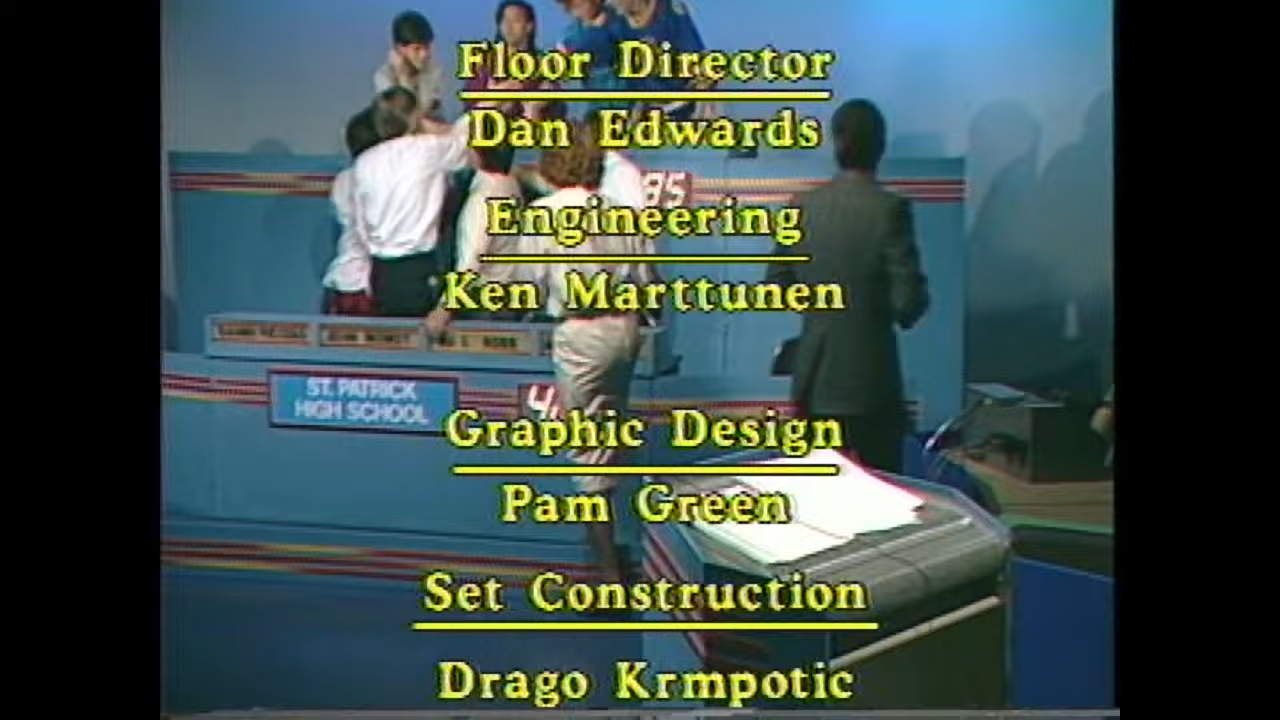 Floor Director
Dan Edwards
85
Engineering
Ken Marttunen
ST. PATRICK
HIGH SCHOOL
Graphic Design
Pam Green
Set Construction
Drago Krmpotic